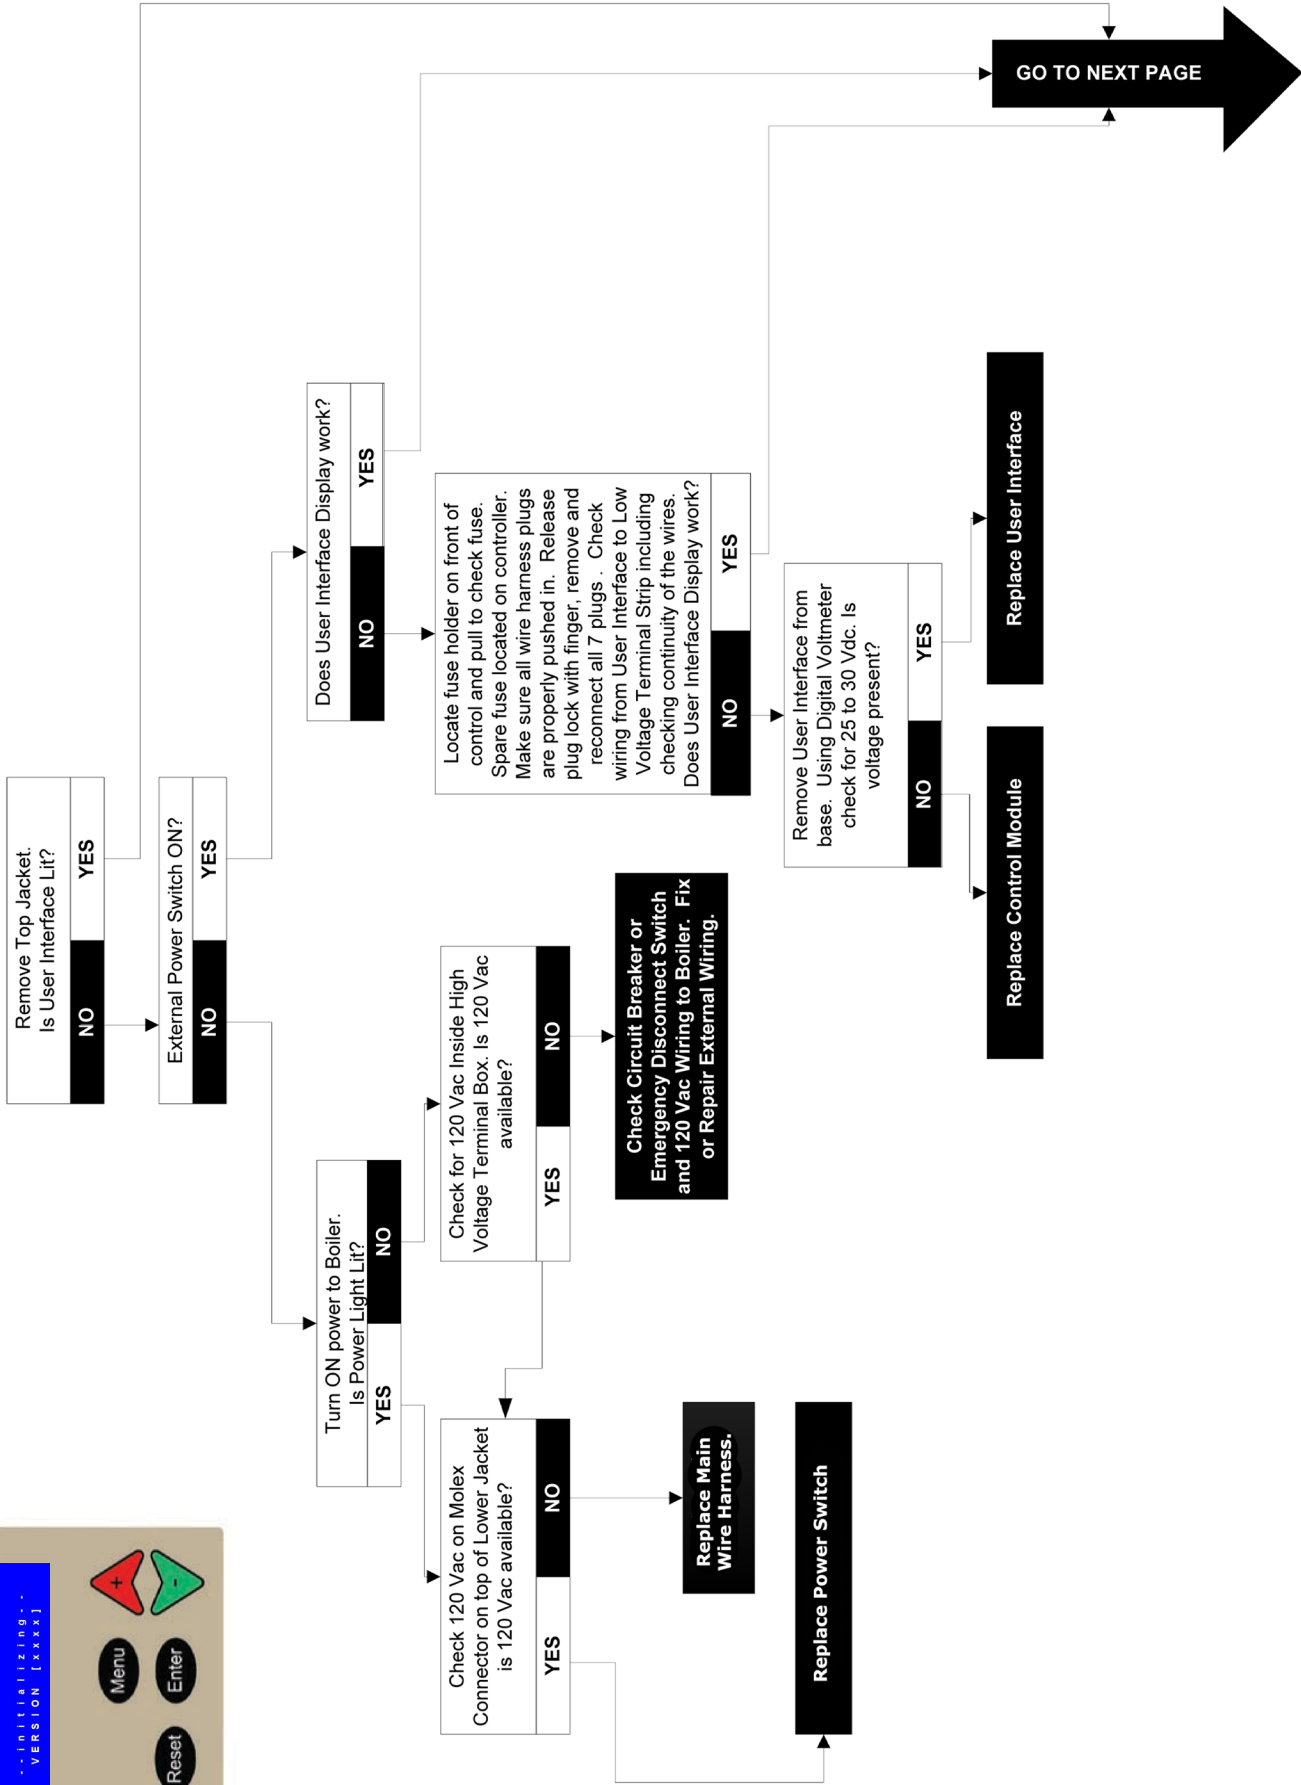 --initializing--
VERSION [xxxx]
Menu
Reset
Enter
+
-
Remove Top Jacket.
Is User Interface Lit?
NO
YES
External Power Switch ON?
NO
YES
Turn ON power to Boiler.
Is Power Light Lit?
YES
NO
Does User Interface Display work?
NO
YES
Check 120 Vac on Molex
Connector on top of Lower Jacket
is 120 Vac available?
YES
NO
Check for 120 Vac Inside High
Voltage Terminal Box. Is 120 Vac
available?
YES
NO
Locate fuse holder on front of
control and pull to check fuse.
Spare fuse located on controller.
Make sure all wire harness plugs
are properly pushed in. Release
plug lock with finger, remove and
reconnect all 7 plugs . Check
wiring from User Interface to Low
Voltage Terminal Strip including
checking continuity of the wires.
Does User Interface Display work?
NO
YES
Check Circuit Breaker or
Emergency Disconnect Switch
and 120 Vac Wiring to Boiler. Fix
or Repair External Wiring.
Replace Main
Wire Harness.
Replace Power Switch
Remove User Interface from
base. Using Digital Voltmeter
check for 25 to 30 Vdc. Is
voltage present?
NO
YES
Replace Control Module
Replace User Interface
GO TO NEXT PAGE